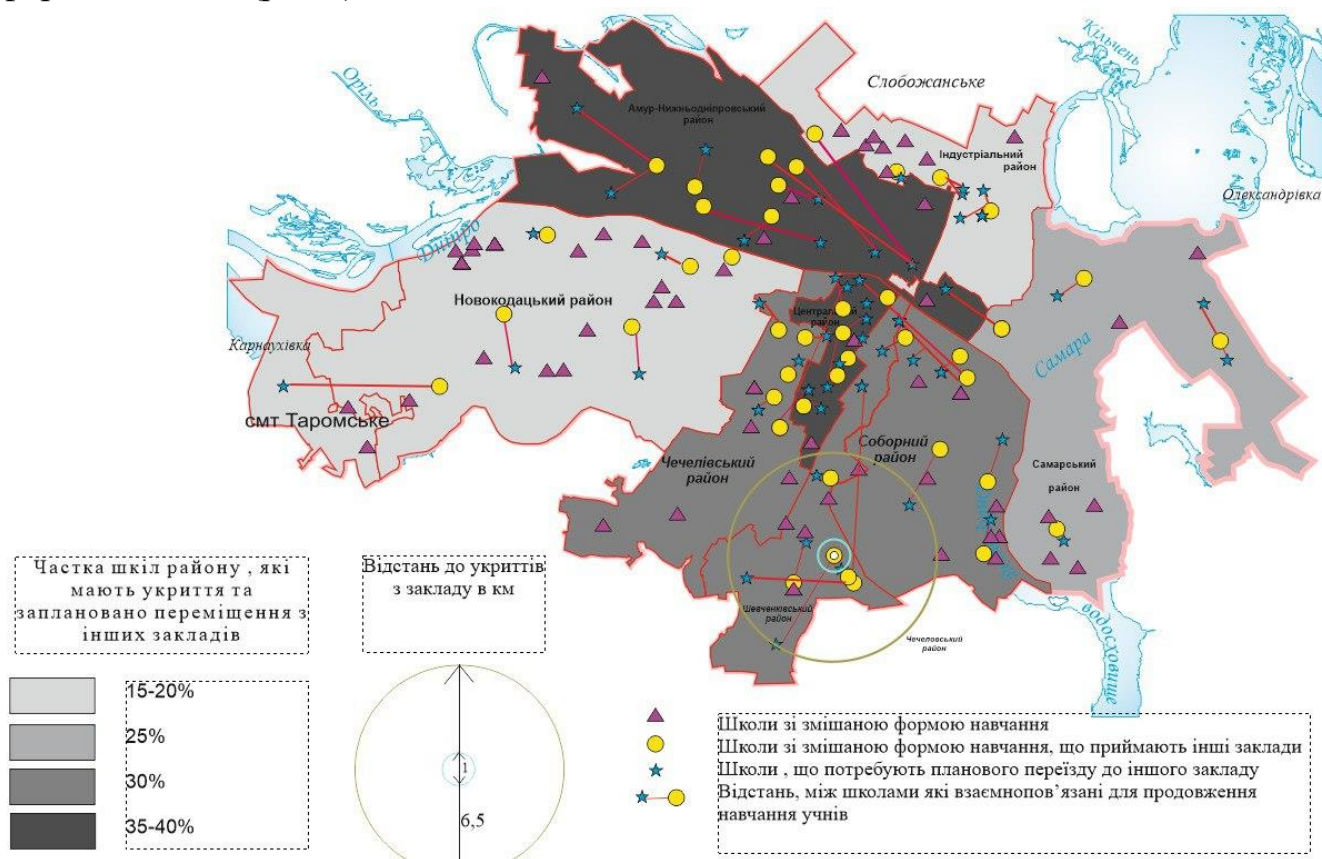 Оріль
Кільчень
Слобожанське
Амур-Нижньодніпровський
район
Індустріальний
район
Олександрівка
Дніпро
Новокодацький район
Центральний
район
Карнаухівка
Самара
смт Таромське
Чечелівський
район
Соборний
район
Самарський
район
Шевченківський
район
Чечеловський
район
водосховище
Частка шкіл району , які
мають укриття та
заплановано переміщення з
інших закладів
15-20%
25%
30%
35-40%
Відстань до укриттів
з закладу в км
1
6,5
Школи зі змішаною формою навчання
Школи зі змішаною формою навчання, що приймають інші заклади
Школи , що потребують планового переїзду до іншого закладу
Відстань, між школами які взаємнопов’язані для продовження
навчання учнів